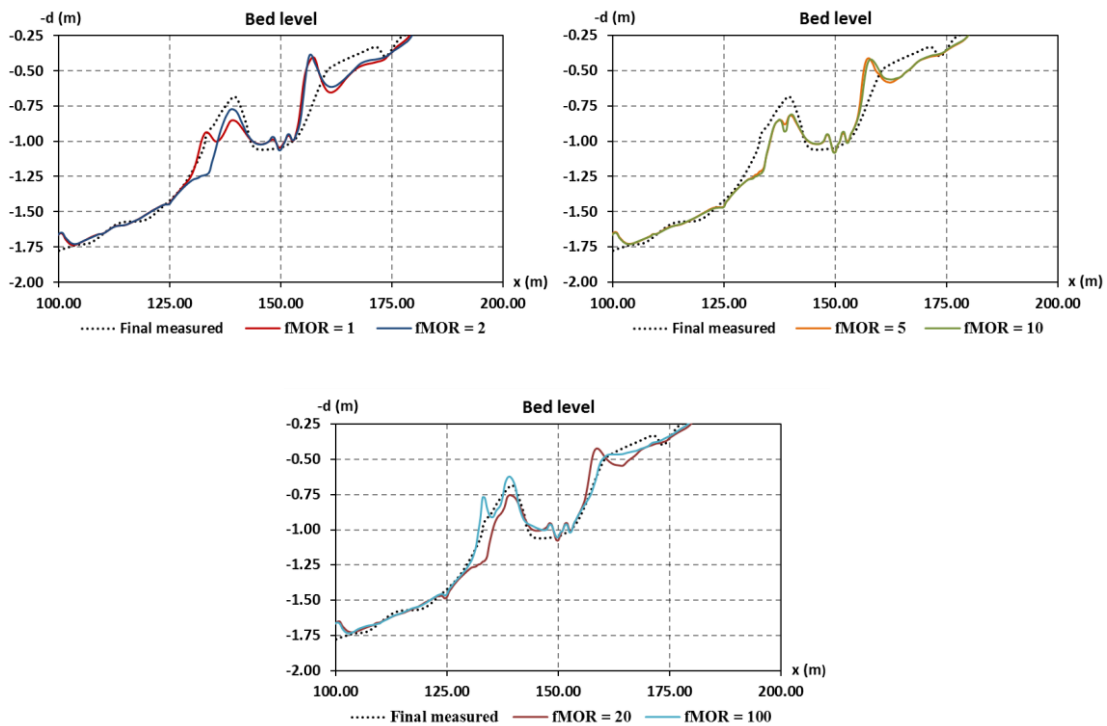 -d (m) Bed level
-0.25
-0.50
-0.75
-1.00
-1.25
-1.50
-1.75
-2.00
x (m)
100.00 125.00 150.00 175.00 200.00
Final measured fMOR = 1 fMOR = 2
-d (m) Bed level
-0.25
-0.50
-0.75
-1.00
-1.25
-1.50
-1.75
-2.00
x (m)
100.00 125.00 150.00 175.00 200.00
Final measured fMOR = 5 fMOR = 10
-d (m) Bed level
-0.25
-0.50
-0.75
-1.00
-1.25
-1.50
-1.75
-2.00
x (m)
100.00 125.00 150.00 175.00 200.00
Final measured fMOR = 20 fMOR = 100